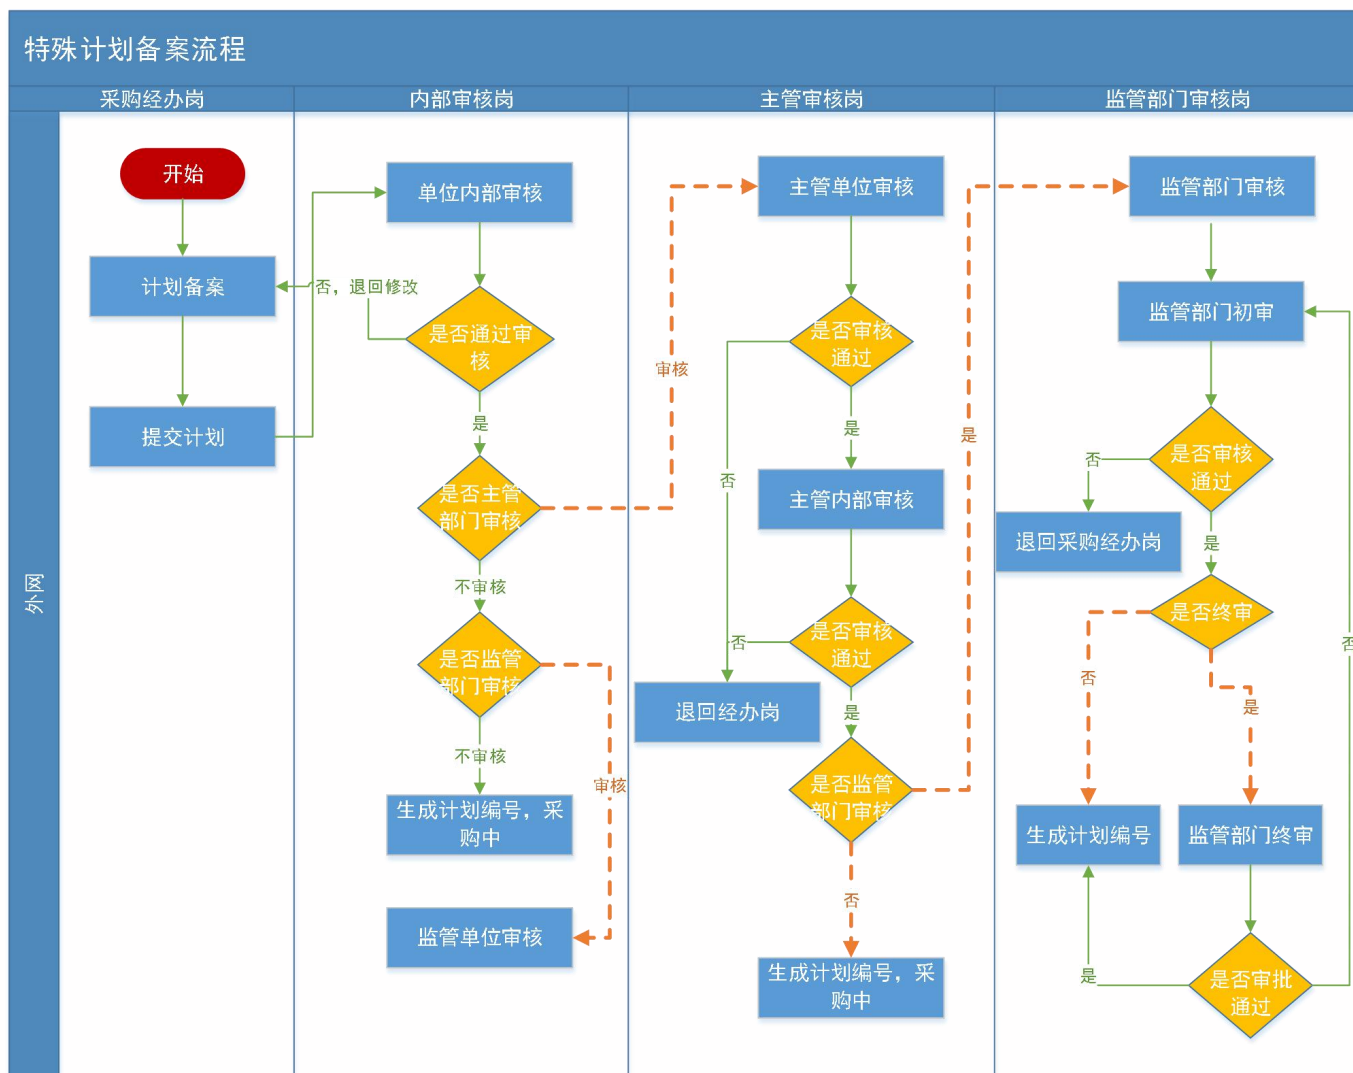 特殊计划备案流程
采购经办岗
内部审核岗
主管审核岗
监管部门审核岗
外网
开始
计划备案
提交计划
单位内部审核
否，退回修改
是否通过审
核
是
是否主管
部门审核
审核
不审核
是否监管
部门审核
不审核
审核
生成计划编号，采
购中
监管单位审核
主管单位审核
是否审核
通过
否
是
主管内部审核
是否审核
通过
否
退回经办岗
是
是否监管
部门审核
是
否
生成计划编号，采
购中
监管部门审核
监管部门初审
是否审核
通过
否
退回采购经办岗
是
是否终审
否
是
生成计划编号
监管部门终审
是否审批
通过
是
否